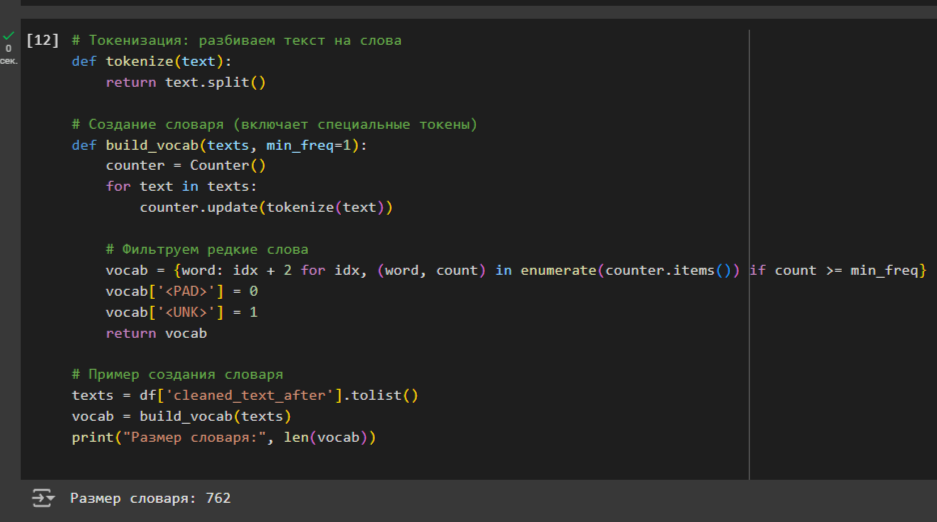 [12] # Токенизация: разбиваем текст на слова
0
сек.
def tokenize(text):
    return text.split()

# Создание словаря (включает специальные токены)
def build_vocab(texts, min_freq=1):
    counter = Counter()
    for text in texts:
        counter.update(tokenize(text))

    # Фильтруем редкие слова
    vocab = {word: idx + 2 for idx, (word, count) in enumerate(counter.items()) if count >= min_freq}
    vocab['<PAD>'] = 0
    vocab['<UNK>'] = 1
    return vocab

# Пример создания словаря
texts = df['cleaned_text_after'].tolist()
vocab = build_vocab(texts)
print("Размер словаря:", len(vocab))

Размер словаря: 762